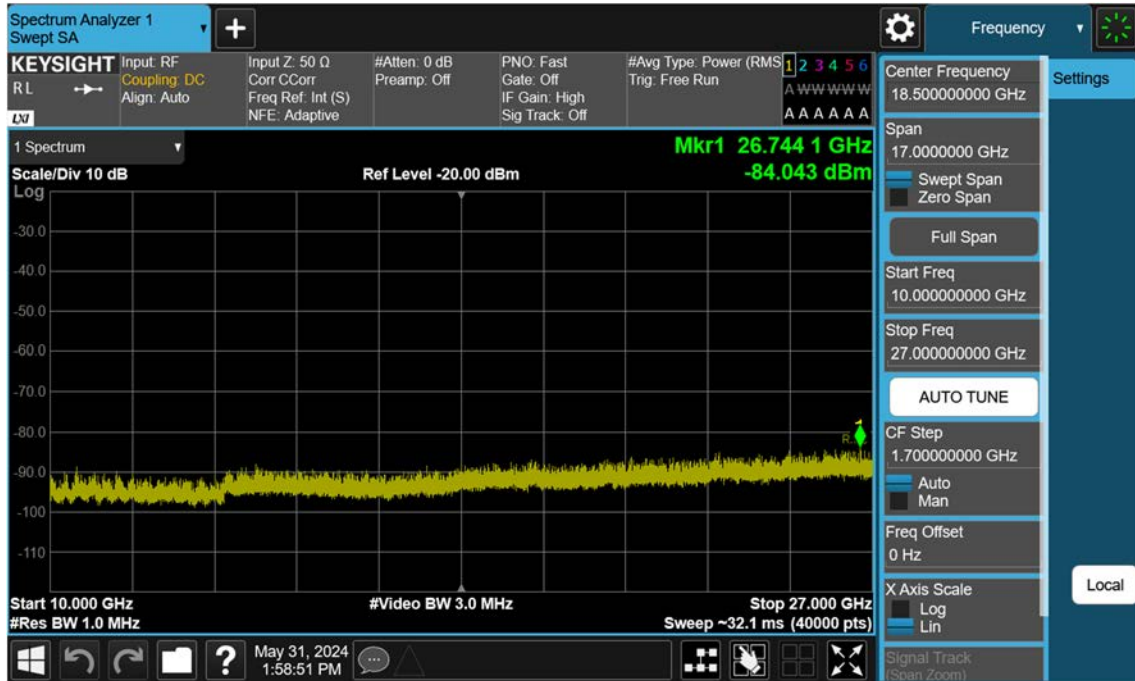 Spectrum Analyzer 1
Swept SA
+
Frequency
KEYSIGHT
R L
LXI
Input: RF
Coupling: DC
Align: Auto
Input Z: 50 Ω
Corr CCorr
Freq Ref: Int (S)
NFE: Adaptive
#Atten: 0 dB
Preamp: Off
PNO: Fast
Gate: Off
IF Gain: High
Sig Track: Off
#Avg Type: Power (RMS
Trig: Free Run
1 2 3 4 5 6
A W W W W W
A A A A A A
Center Frequency
18.500000000 GHz
Settings
1 Spectrum
Mkr1 26.744 1 GHz
Scale/Div 10 dB
Ref Level -20.00 dBm
-84.043 dBm
Log
-30.0
-40.0
-50.0
-60.0
-70.0
-80.0
-90.0
-100
-110
1
Span
17.0000000 GHz
Swept Span
Zero Span
Full Span
Start Freq
10.000000000 GHz
Stop Freq
27.000000000 GHz
AUTO TUNE
CF Step
1.700000000 GHz
Auto
Man
Freq Offset
0 Hz
X Axis Scale
Log
Lin
Signal Track
(Span Zoom)
Local
Start 10.000 GHz
#Video BW 3.0 MHz
Stop 27.000 GHz
#Res BW 1.0 MHz
Sweep ~32.1 ms (40000 pts)
?
May 31, 2024
1:58:51 PM